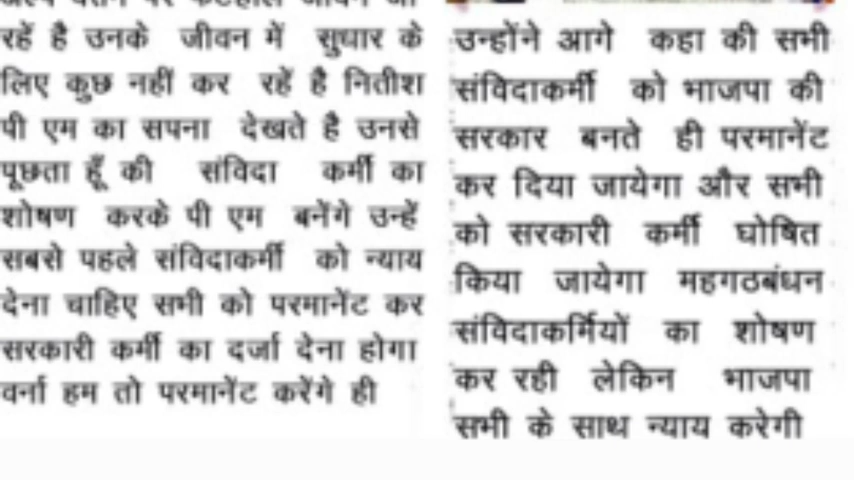 रहें है उनके जीवन में सुधार के
लिए कुछ नहीं कर रहें है नितीश
पी एम का सपना देखते है उनसे
पूछता हूँ की संविदा कर्मी का
शोषण करके पी एम बनेंगे उन्हें
सबसे पहले संविदाकर्मी को न्याय
देना चाहिए सभी को परमानेंट कर
सरकारी कर्मी का दर्जा देना होगा
वर्ना हम तो परमानेंट करेंगे ही
उन्होंने आगे कहा की सभी
संविदाकर्मी को भाजपा की
सरकार बनते ही परमानेंट
कर दिया जायेगा और सभी
को सरकारी कर्मी घोषित
किया जायेगा महगठबंधन
संविदाकर्मियों का शोषण
कर रही लेकिन भाजपा
सभी के साथ न्याय करेगी